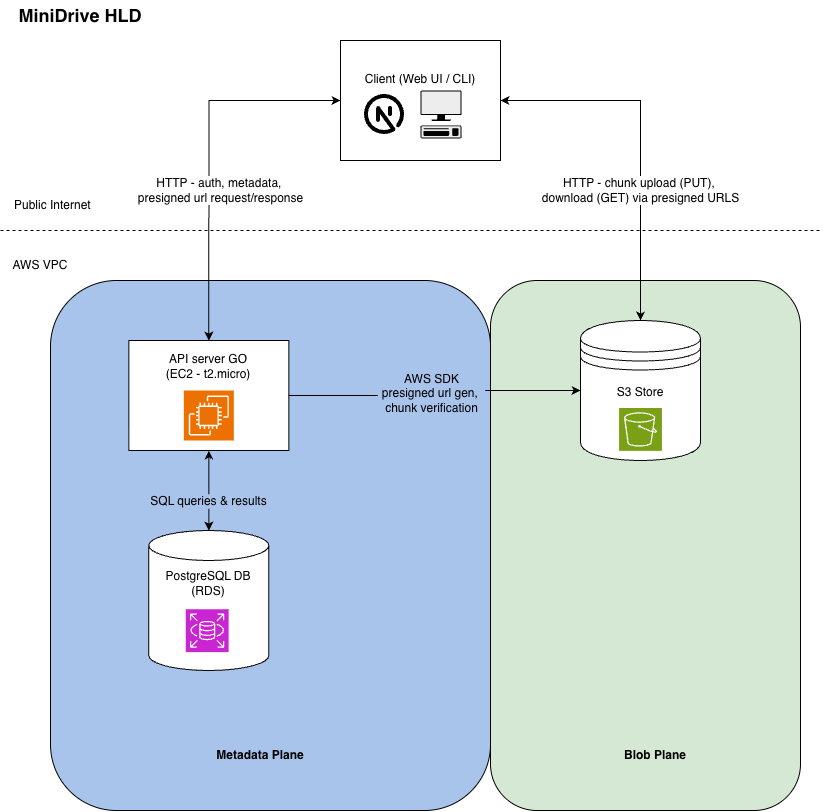 MiniDrive HLD
Client (Web UI / CLI)
HTTP - auth, metadata,
presigned url request/response
HTTP - chunk upload (PUT),
download (GET) via presigned URLS
Public Internet
AWS VPC
API server GO
(EC2 - t2.micro)
AWS SDK
presigned url gen,
chunk verification
S3 Store
SQL queries & results
PostgreSQL DB
(RDS)
Metadata Plane
Blob Plane